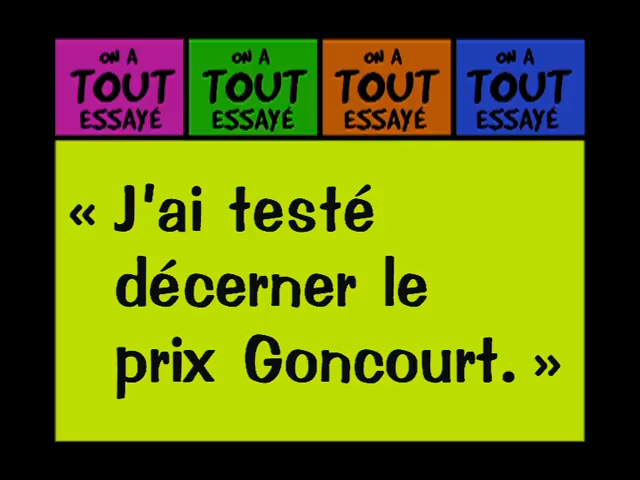 ON A TOUT ESSAYÉ
ON A TOUT ESSAYÉ
ON A TOUT ESSAYÉ
ON A TOUT ESSAYÉ
« J'ai testé
décerner le
prix Goncourt. »